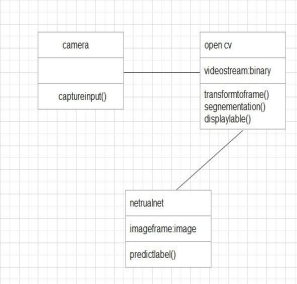 camera
captureinput()
open cv
videostream:binary
transformtoframe()
segnementation()
displaylable()
netrualnet
imageframe:image
predictlabel()